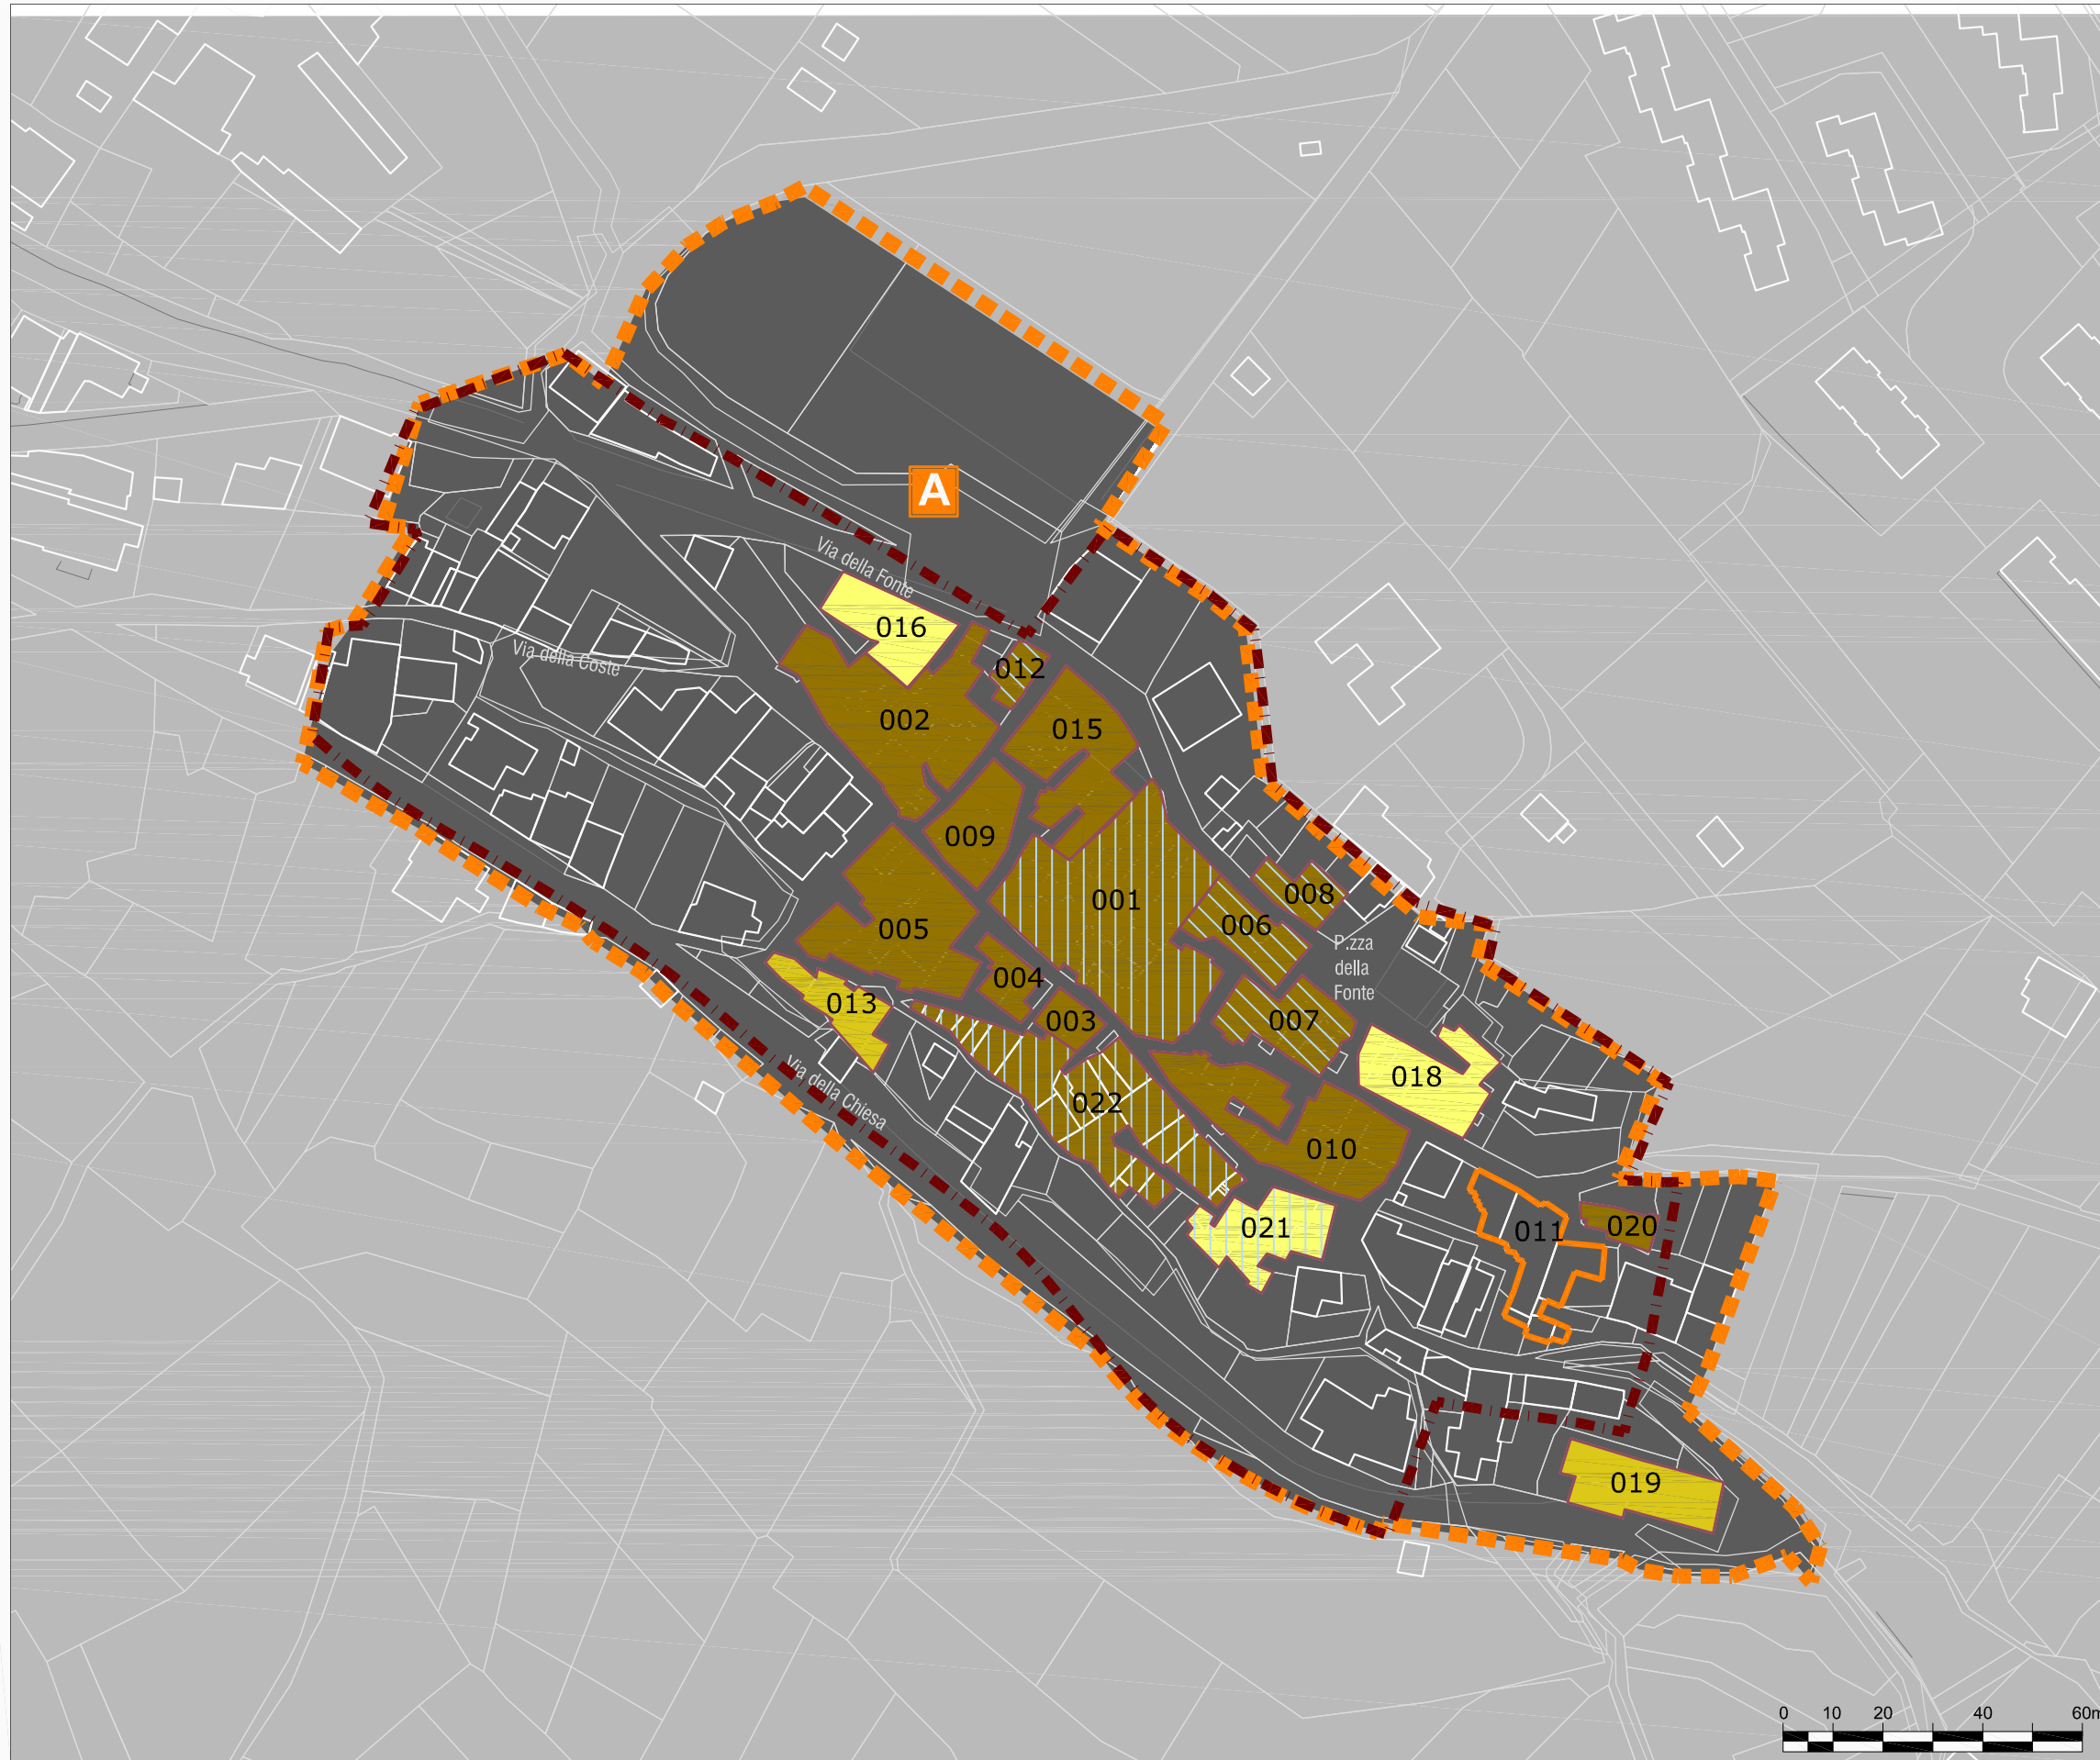 A
Via della Fonte
016
Via della Coste
012
002
015
009
001
008
006
005
P.zza
della
Fonte
004
013
003
007
018
Via della Chiesa
022
010
021
011
020
019
0 10 20 40 60m